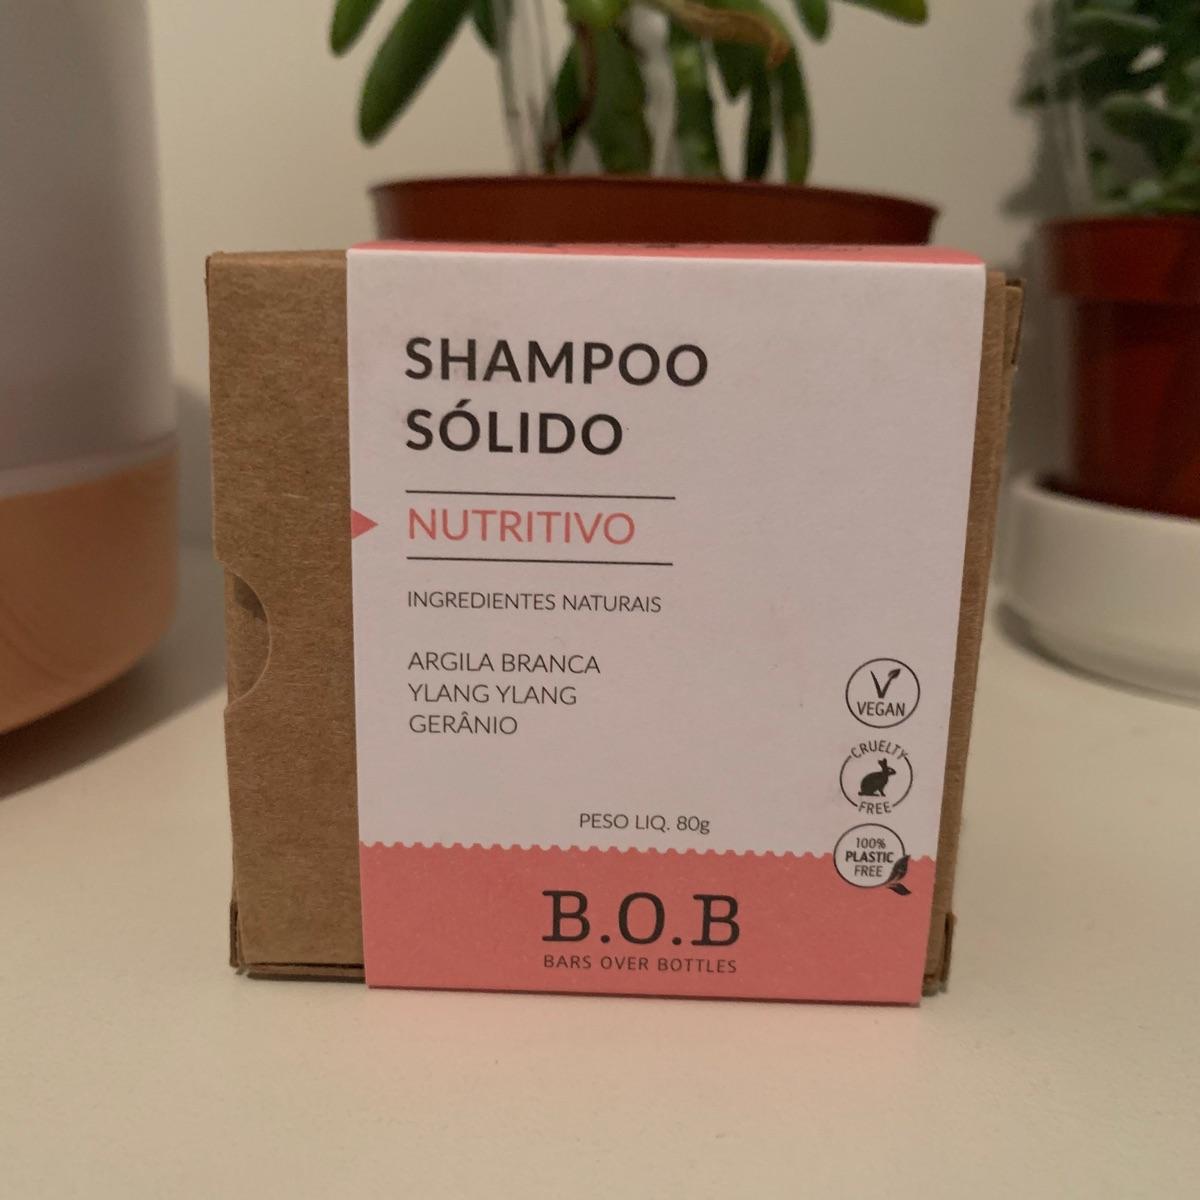 SHAMPOO
SÓLIDO
NUTRITIVO
INGREDIENTES NATURAIS
ARGILA BRANCA
YLANG YLANG
GERÂNIO
VEGAN
CRUELTY
FREE
PESO LIQ. 80g
100%
PLASTIC
FREE
B.O.B
BARS OVER BOTTLES